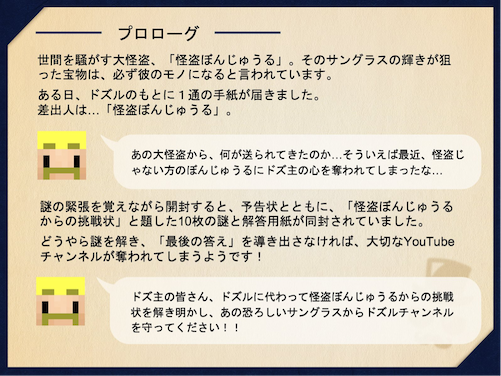 プロローグ
世間を騒がす大怪盗、「怪盗ぼんじゅうる」。そのサングラスの輝きが狙
った宝物は、必ず彼のモノになると言われています。
ある日、ドズルのもとに１通の手紙が届きました。
差出人は…「怪盗ぼんじゅうる」。
あの大怪盗から、何が送られてきたのか…そういえば最近、怪盗じ
ゃない方のぼんじゅうるにドズ主の心を奪われてしまったな…
謎の緊張を覚えながら開封すると、予告状とともに、「怪盗ぼんじゅうる
からの挑戦状」と題した10枚の謎と解答用紙が同封されていました。
どうやら謎を解き、「最後の答え」を導き出さなければ、大切なYouTube
チャンネルが奪われてしまうようです！
ドズ主の皆さん、ドズルに代わって怪盗ぼんじゅうるからの挑戦
状を解き明かし、あの恐ろしいサングラスからドズルチャンネル
を守ってください！！